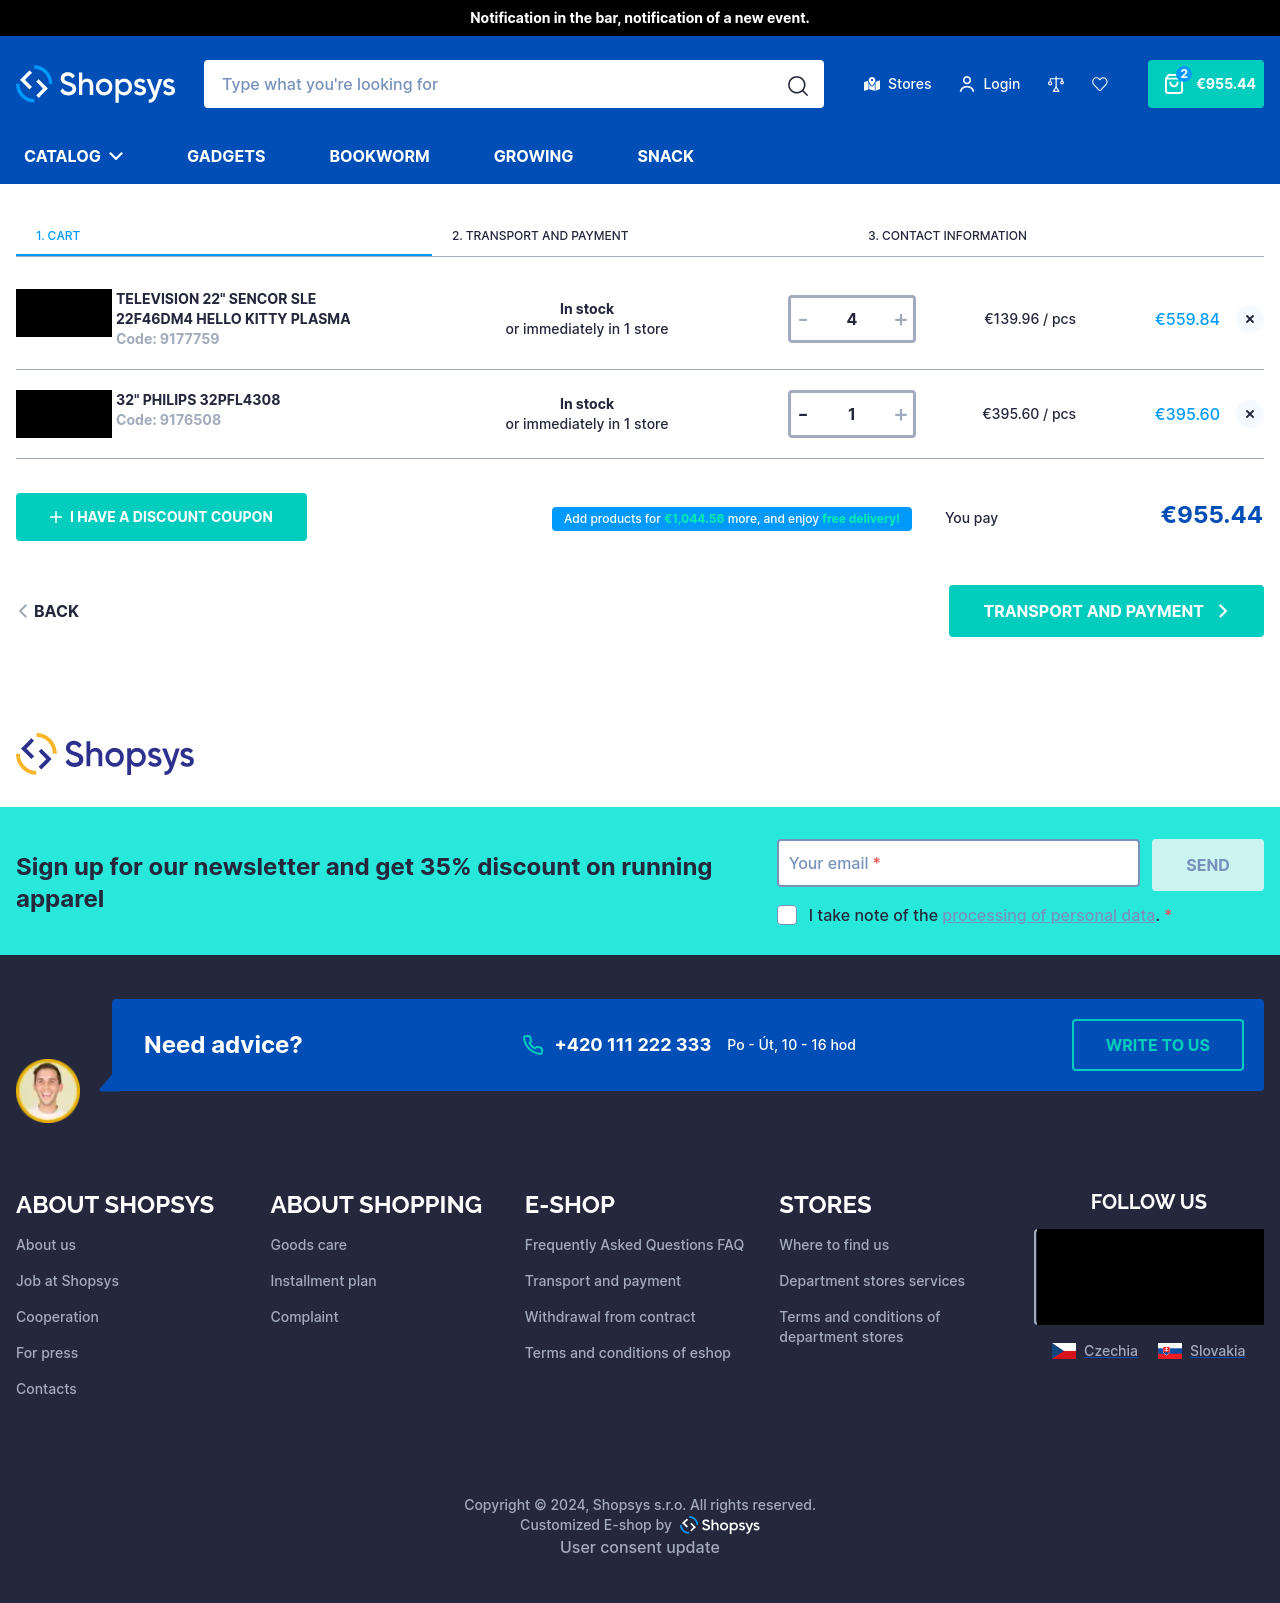 Notification in the bar, notification of a new event.
Shopsys
Type what you're looking for
Stores
Login
2
€955.44
CATALOG
GADGETS
BOOKWORM
GROWING
SNACK
1. CART
2. TRANSPORT AND PAYMENT
3. CONTACT INFORMATION
TELEVISION 22" SENCOR SLE
22F46DM4 HELLO KITTY PLASMA
Code: 9177759
In stock
or immediately in 1 store
- 4 +
€139.96 / pcs
€559.84
32" PHILIPS 32PFL4308
Code: 9176508
In stock
or immediately in 1 store
- 1 +
€395.60 / pcs
€395.60
I HAVE A DISCOUNT COUPON
Add products for €1,044.56 more, and enjoy free delivery!
You pay
€955.44
BACK
TRANSPORT AND PAYMENT
Shopsys
Sign up for our newsletter and get 35% discount on running
apparel
Your email *
SEND
I take note of the processing of personal data. *
Need advice?
+420 111 222 333
Po - Út, 10 - 16 hod
WRITE TO US
ABOUT SHOPSYS
About us
Job at Shopsys
Cooperation
For press
Contacts
ABOUT SHOPPING
Goods care
Installment plan
Complaint
E-SHOP
Frequently Asked Questions FAQ
Transport and payment
Withdrawal from contract
Terms and conditions of eshop
STORES
Where to find us
Department stores services
Terms and conditions of
department stores
FOLLOW US
Czechia
Slovakia
Copyright © 2024, Shopsys s.r.o. All rights reserved.
Customized E-shop by Shopsys
User consent update